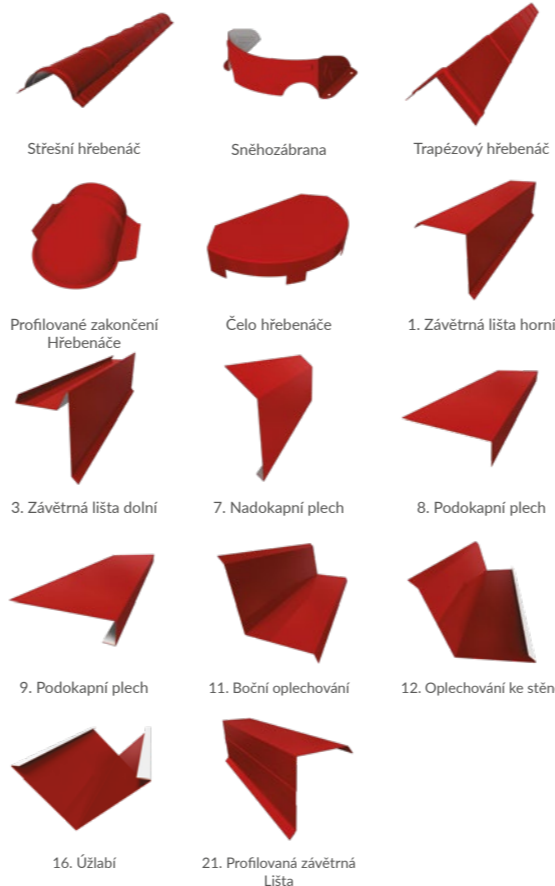 Střešní hřebenáč
Sněhozábrana
Trapézový hřebenáč
Profilované zakončení
Hřebenáče
Čelo hřebenáče
1. Závětrná lišta horní
3. Závětrná lišta dolní
7. Nadokapní plech
8. Podokapní plech
9. Podokapní plech
11. Boční oplechování
12. Oplechování ke stěn
16. Úžlabí
21. Profilovaná závětrná
Lišta